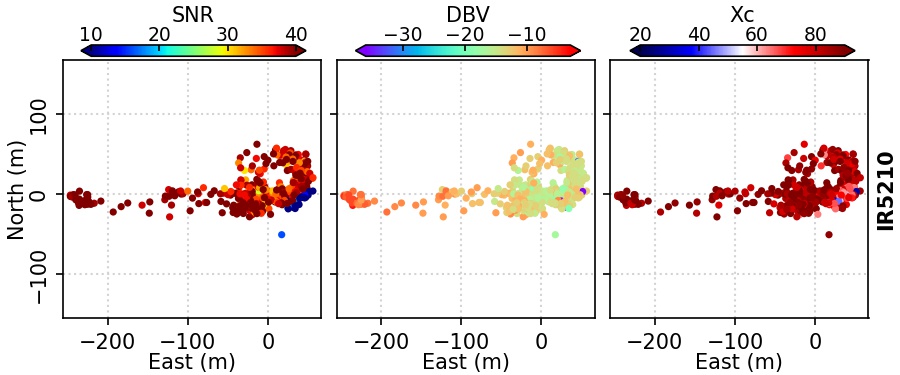 SNR DBV Xc
10 20 30 40 −30 −20 −10 20 40 60 80
North (m)
100
0
−100
−200 −100 0 −200 −100 0 −200 −100 0
East (m) East (m) East (m)
IR5210